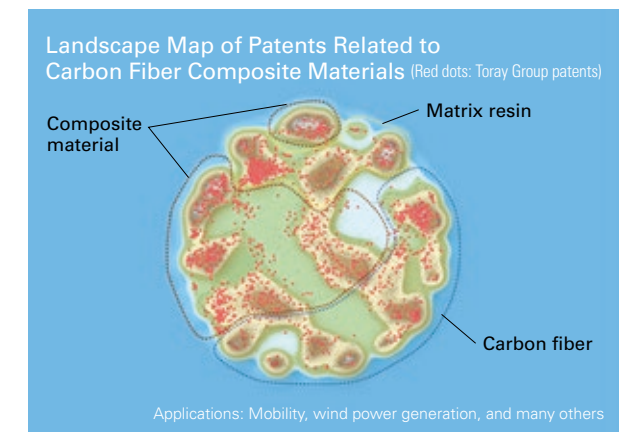 Landscape Map of Patents Related to
Carbon Fiber Composite Materials (Red dots: Toray Group patents)
Matrix resin
Composite
material
Carbon fiber
Applications: Mobility, wind power generation, and many others